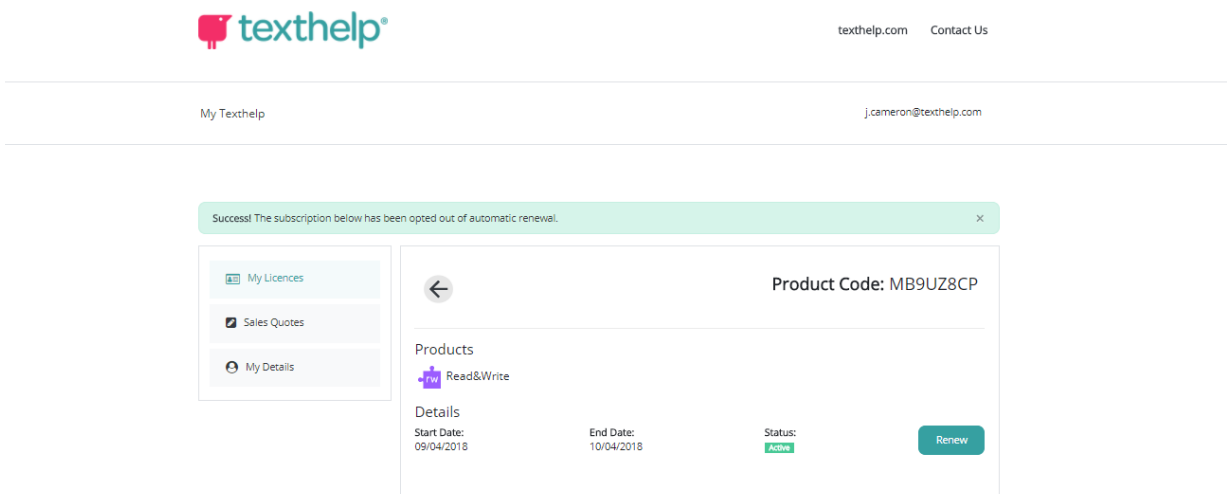 texthelp®
texthelp.com Contact Us
My Texthelp j.cameron@texthelp.com
Success! The subscription below has been opted out of automatic renewal. ×
My Licences
Sales Quotes
My Details
Product Code: MB9UZ8CP
Products
rw Read&Write
Details
Start Date: End Date: Status:
09/04/2018 10/04/2018 Active
Renew